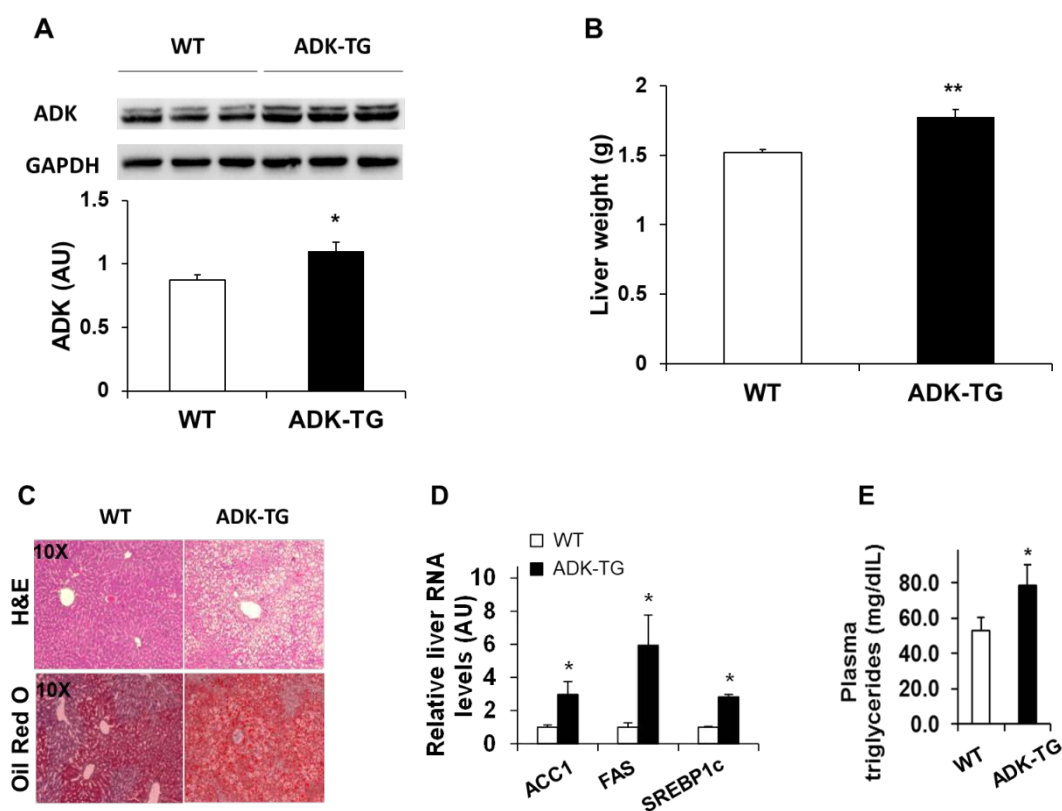 A
WT ADK-TG
ADK
GAPDH
1.5
1
0.5
0
ADK (AU)
*
WT ADK-TG
B
2
1.5
1
0.5
0
Liver weight (g)
**
WT ADK-TG
C
WT ADK-TG
10X
H&E
10X
Oil Red O
D
WT
ADK-TG
10
8
6
4
2
0
Relative liver RNA
levels (AU)
* * *
ACC1 FAS SREBP1c
E
80.0
60.0
40.0
20.0
0.0
Plasma
triglycerides (mg/dlL)
*
WT ADK-TG